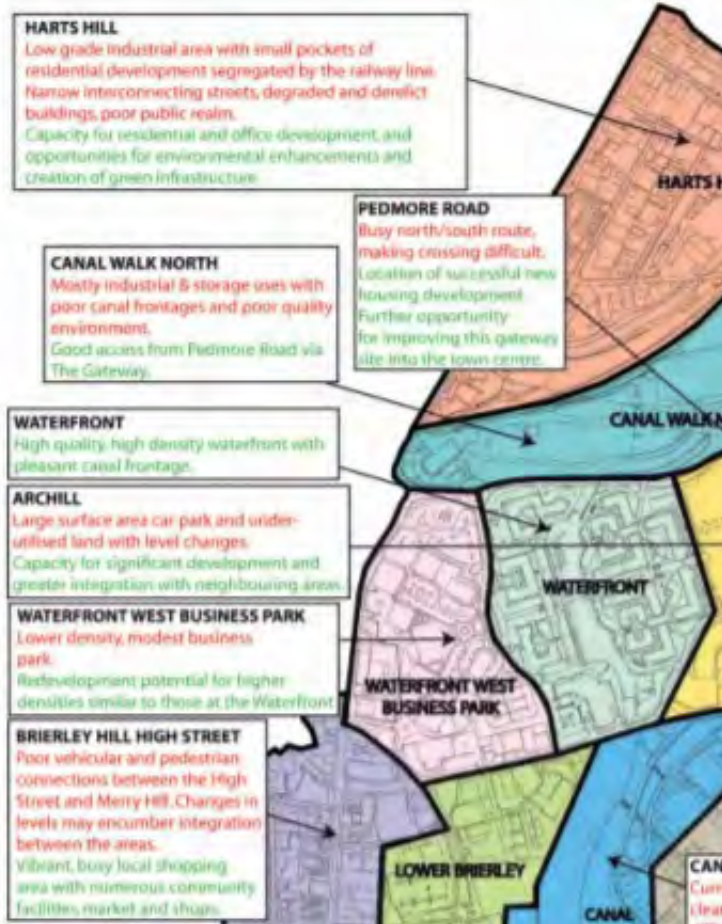 HARTS HILL
Low grade industrial area with small pockets of
residential development segregated by the railway line.
Narrow interconnecting streets, degraded and derelict
buildings, poor public realm.
Capacity for residential and office development, and
opportunities for environmental enhancements and
creation of green infrastructure
HARTS H
PEDMORE ROAD
Busy north/south route,
making crossing difficult.
Location of successful new
housing development
Further opportunity
for improving this gateway
site into the town centre.
CANAL WALK NORTH
Mostly industrial & storage uses with
poor canal frontages and poor quality
environment.
Good access from Pedmore Road via
The Gateway.
CANAL WALK N
WATERFRONT
High quality, high density waterfront with
pleasant canal frontage.
ARCHILL
Large surface area car park and under-
utilised land with level changes.
Capacity for significant development and
greater integration with neighbouring areas.
WATERFRONT
WATERFRONT WEST BUSINESS PARK
Lower density, modest business
park.
Redevelopment potential for higher
densities similar to those at the Waterfront
WATERFRONT WEST
BUSINESS PARK
BRIERLEY HILL HIGH STREET
Poor vehicular and pedestrian
connections between the High
Street and Merry Hill. Changes in
levels may encumber integration
between the areas.
Vibrant, busy local shopping
area with numerous community
facilities, market and shops.
LOWER BRIERLEY
CANAL
CAN
Curr
clear